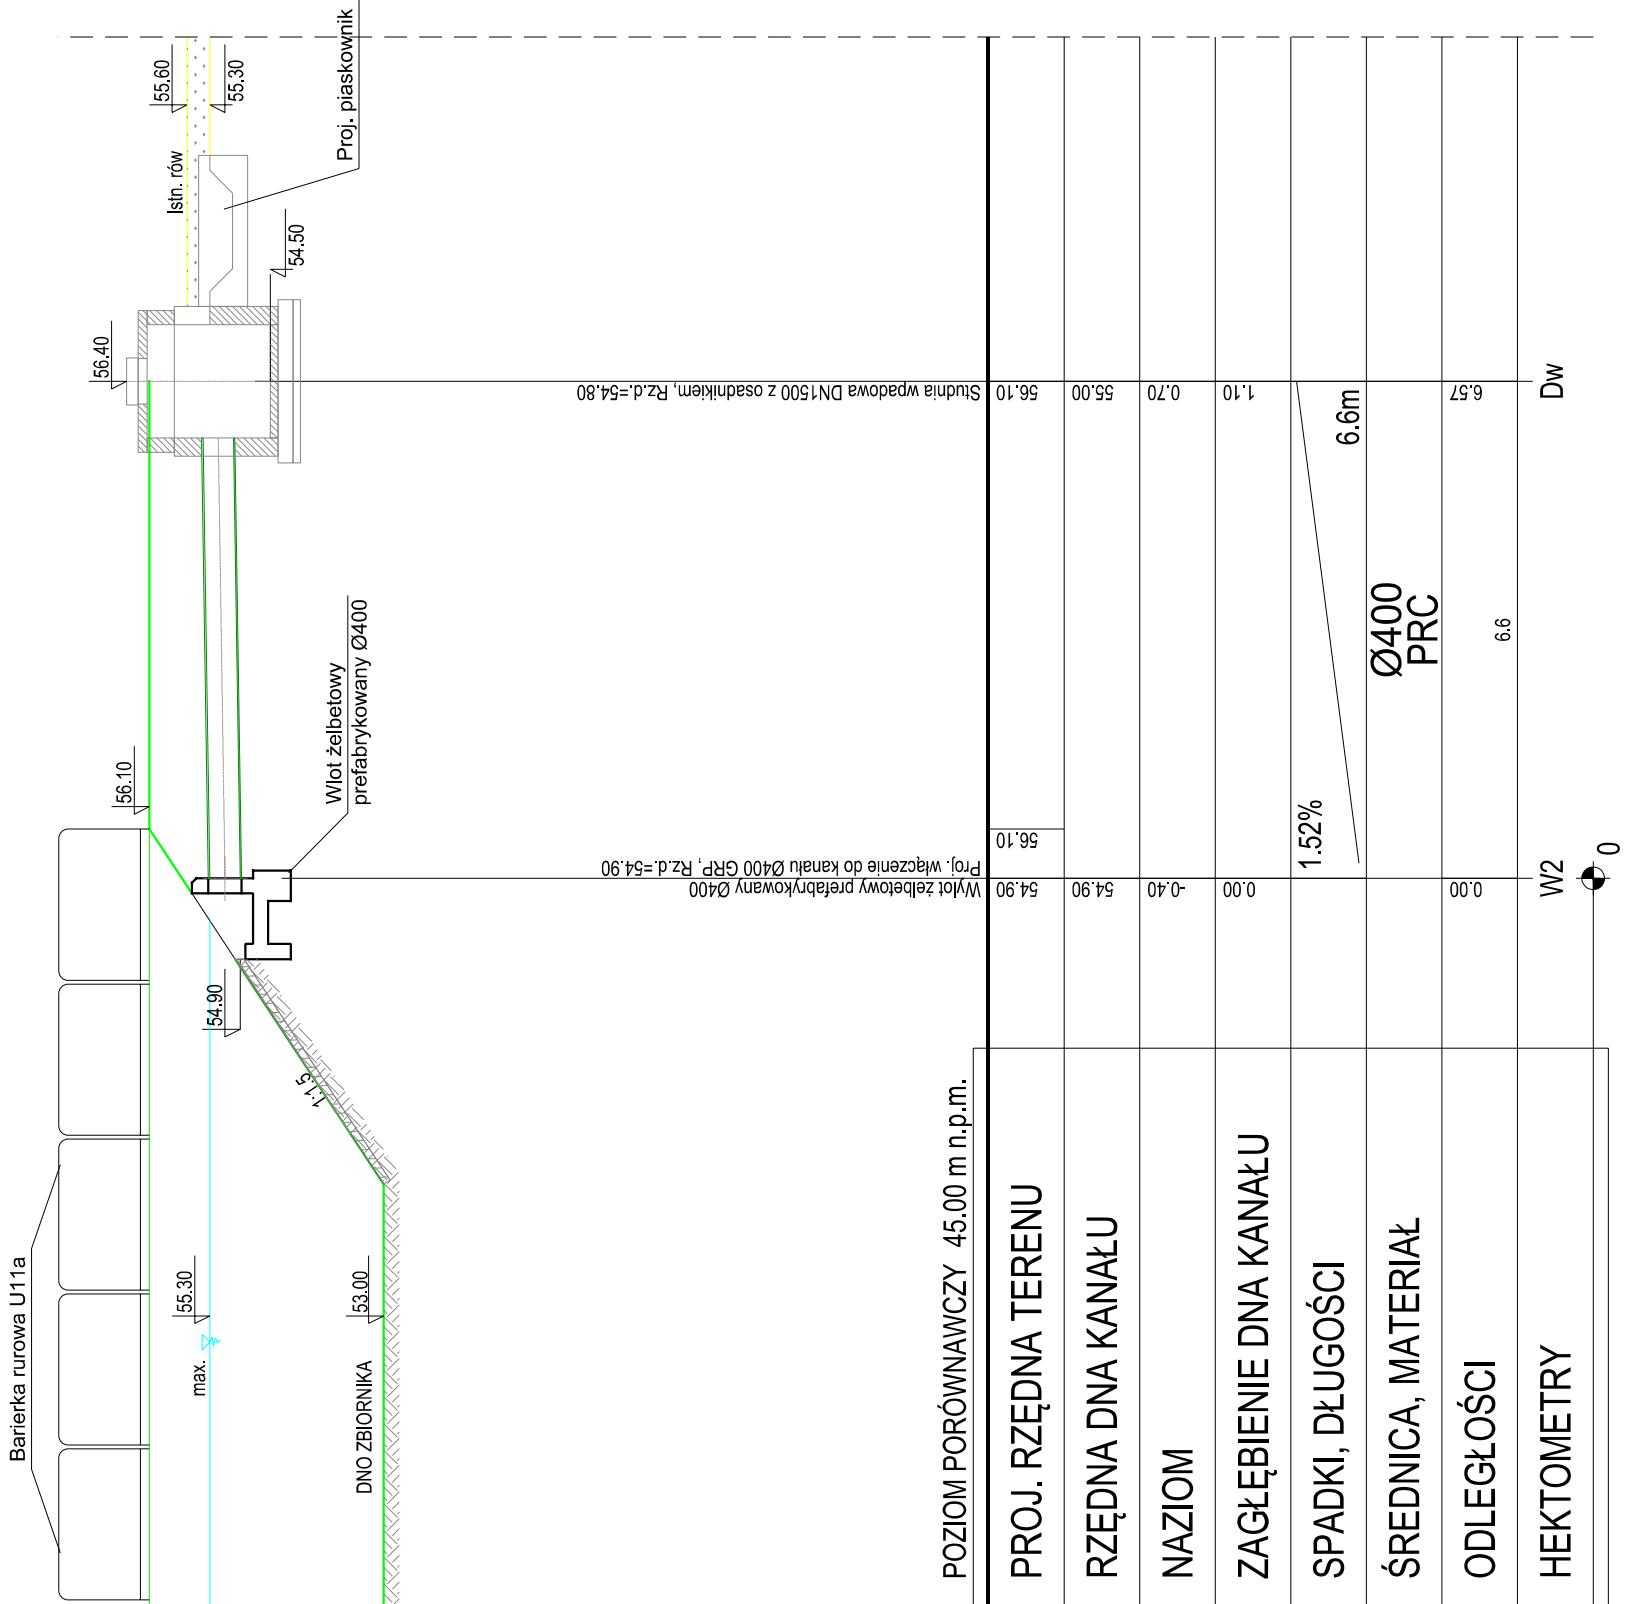 Barierka rurowa U11a
max.
55.30
53.00
DNO ZBIORNIKA
1:1.5
54.90
56.10
Wlot żelbetowy
prefabrykowany Ø400
56.40
54.50
Istn. rów
55.60
55.30
Proj. piaskownik
Wylot żelbetowy prefabrykowany Ø400
Proj. włączenie do kanału Ø400 GRP, Rz.d.=54.90
Studnia wpadowa DN1500 z osadnikiem, Rz.d.=54.80
POZIOM PORÓWNAWCZY 45.00 m n.p.m.
PROJ. RZĘDNA TERENU
54.90
56.10
56.10
RZĘDNA DNA KANAŁU
54.90
55.00
NAZIOM
-0.40
0.70
ZAGŁĘBIENIE DNA KANAŁU
0.00
1.10
SPADKI, DŁUGOŚCI
1.52%
6.6m
ŚREDNICA, MATERIAŁ
Ø400
PRC
ODLEGŁOŚCI
0.00
6.6
6.57
HEKTOMETRY
W2
Dw
0